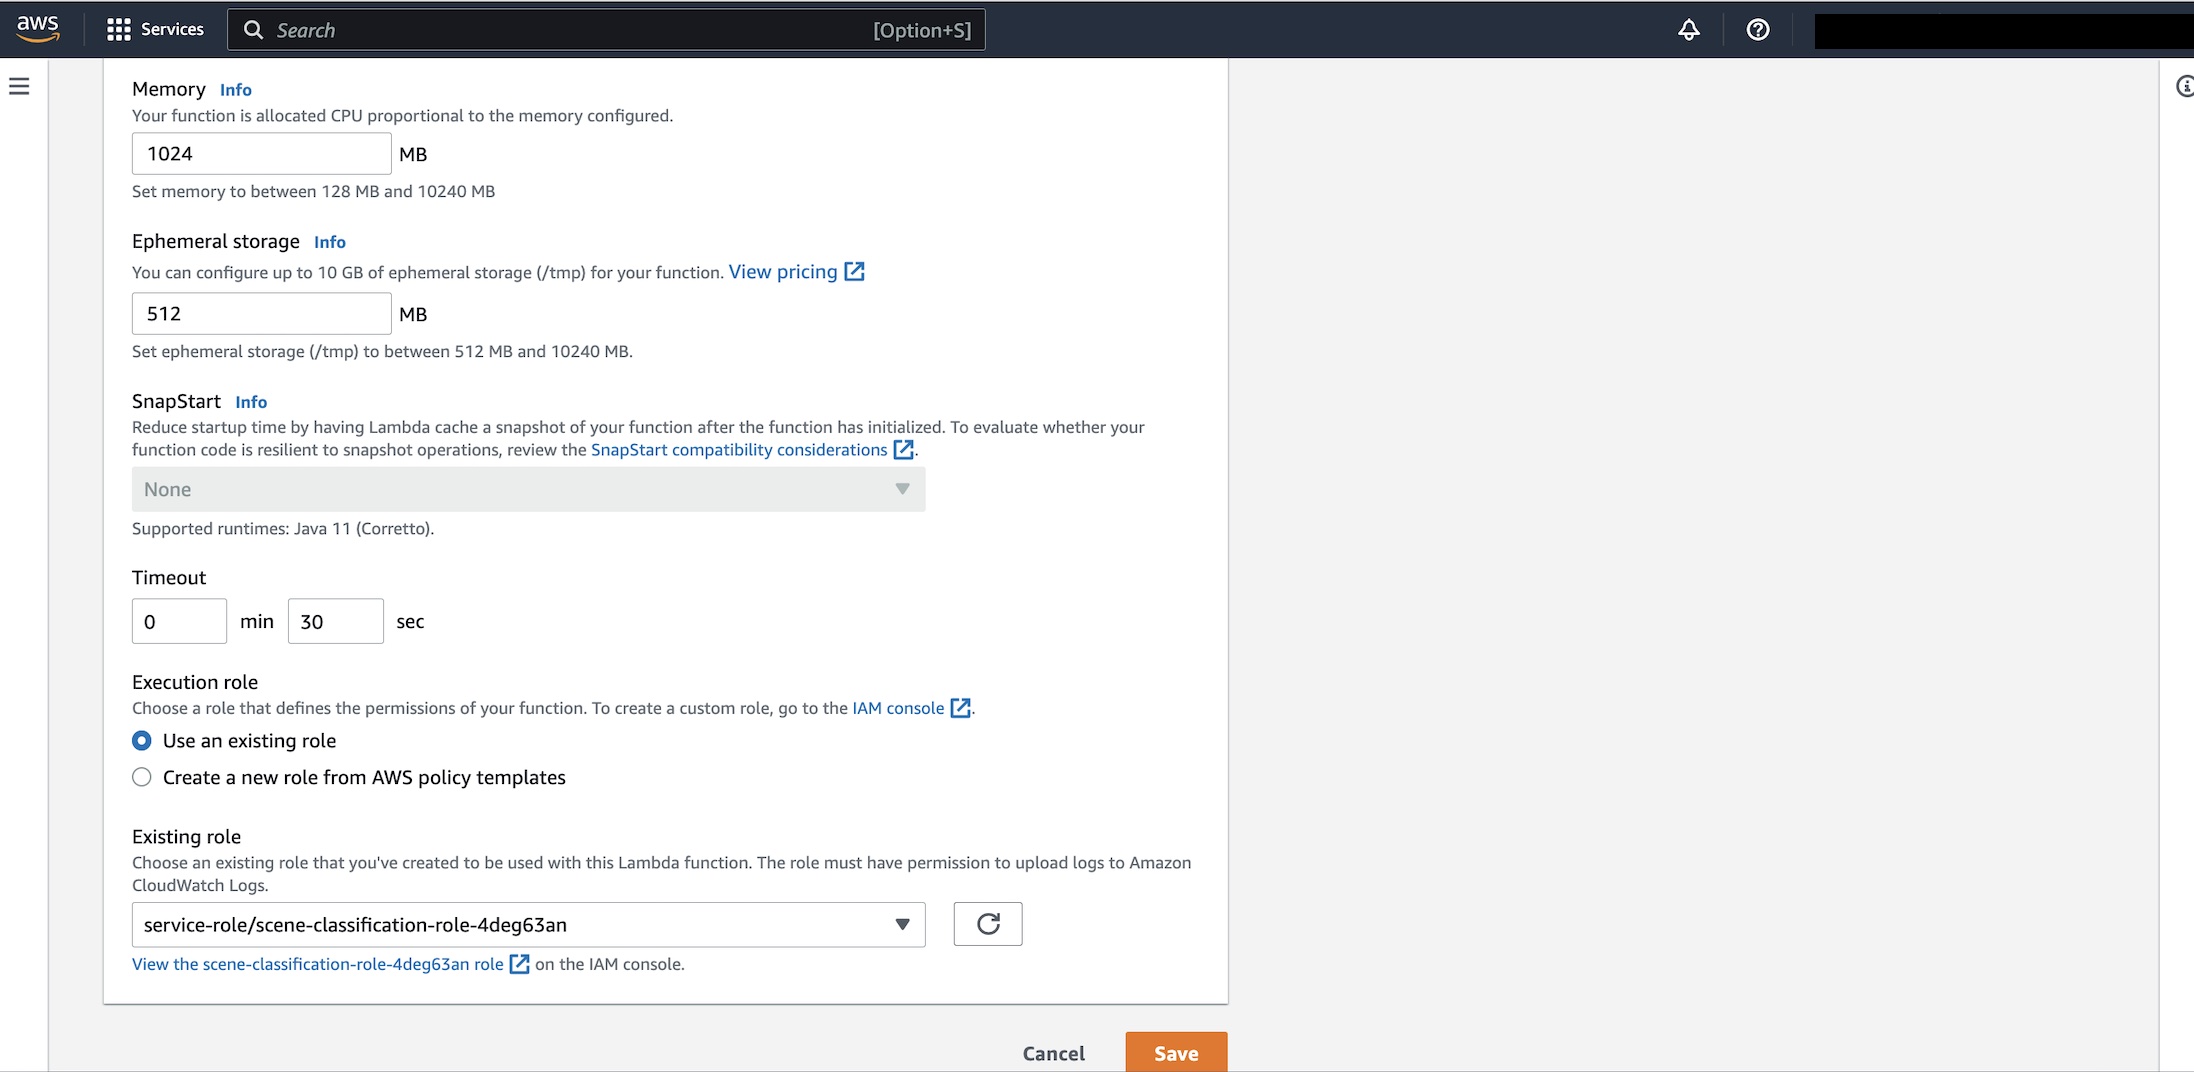 aws Services Search [Option+S]
Memory Info
Your function is allocated CPU proportional to the memory configured.
1024 MB
Set memory to between 128 MB and 10240 MB
Ephemeral storage Info
You can configure up to 10 GB of ephemeral storage (/tmp) for your function. View pricing
512 MB
Set ephemeral storage (/tmp) to between 512 MB and 10240 MB.
SnapStart Info
Reduce startup time by having Lambda cache a snapshot of your function after the function has initialized. To evaluate whether your
function code is resilient to snapshot operations, review the SnapStart compatibility considerations.
None
Supported runtimes: Java 11 (Corretto).
Timeout
0 min 30 sec
Execution role
Choose a role that defines the permissions of your function. To create a custom role, go to the IAM console.
Use an existing role
Create a new role from AWS policy templates
Existing role
Choose an existing role that you've created to be used with this Lambda function. The role must have permission to upload logs to Amazon
CloudWatch Logs.
service-role/scene-classification-role-4deg63an
View the scene-classification-role-4deg63an role on the IAM console.
Cancel Save